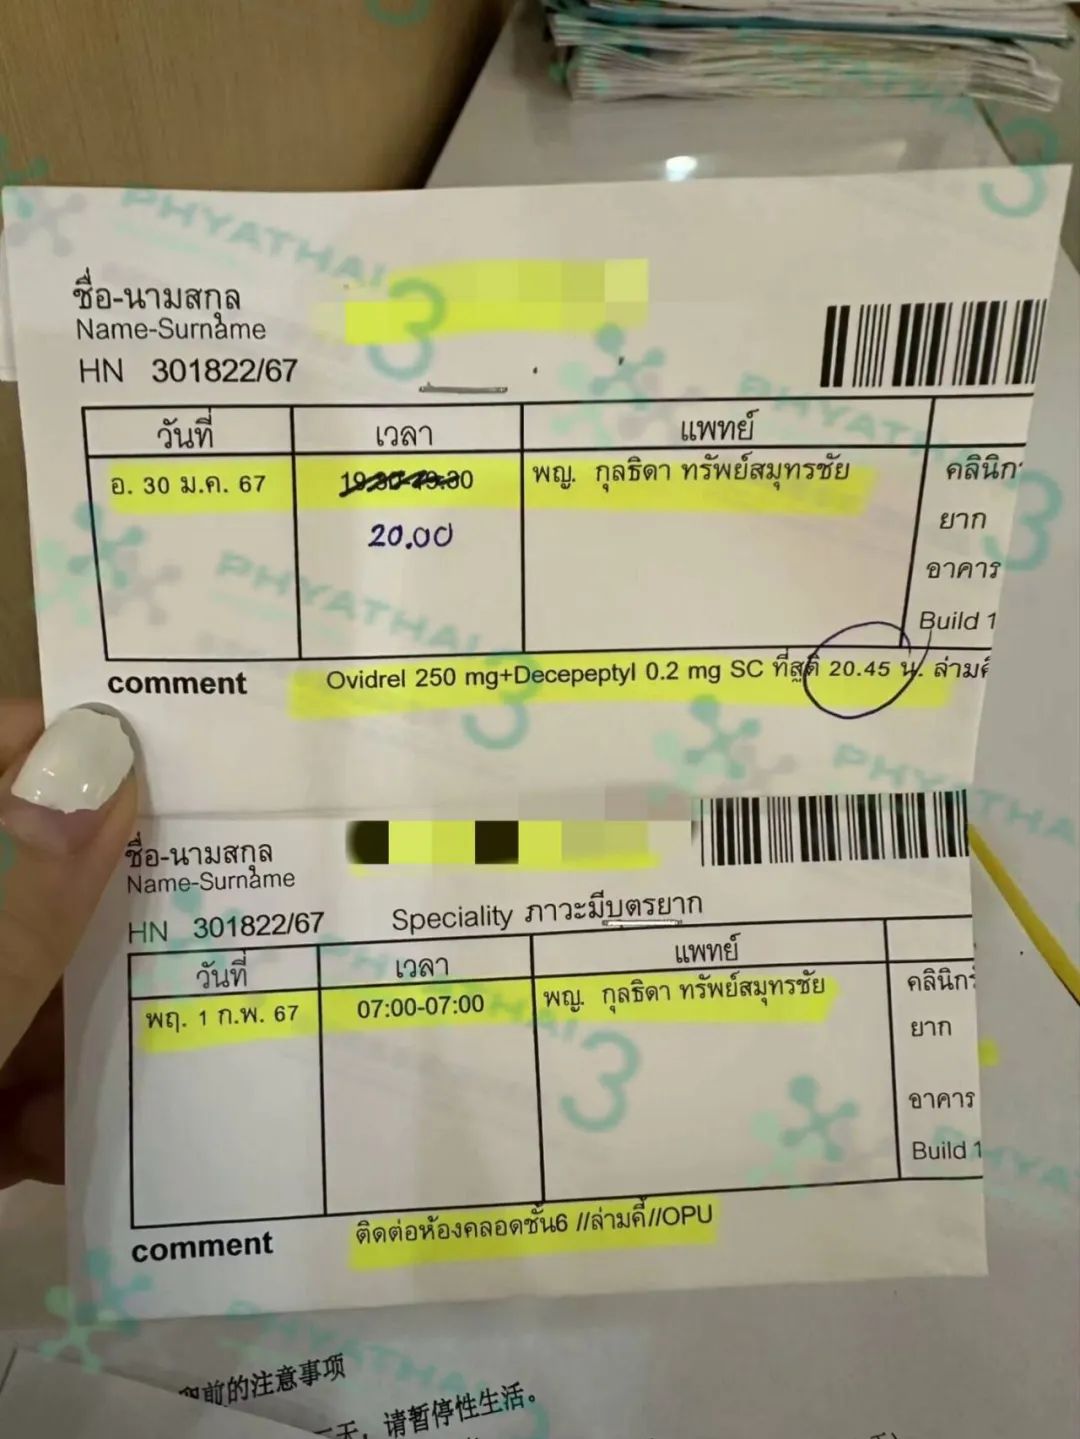 PHYATHAI 3
ชื่อ-นามสกุล
Name-Surname
HN 301822/67
วันที่ เวลา แพทย์
อ. 30 ม.ค. 67 19:30-19:30 พญ. กุลธิดา ทรัพย์สมุทรชัย คลินิก
20.00 ยาก
อาคาร
Build 1
comment Ovidrel 250 mg+Decepeptyl 0.2 mg SC ที่สูติ 20.45 น. ล่าม
ชื่อ-นามสกุล
Name-Surname
HN 301822/67 Speciality ภาวะมีบุตรยาก
วันที่ เวลา แพทย์
พฤ. 1 ก.พ. 67 07:00-07:00 พญ. กุลธิดา ทรัพย์สมุทรชัย คลินิก
ยาก
อาคาร
Build 1
comment ติดต่อห้องคลอดชั้น6 //ล่ามคี้//OPU
前的注意事项
天，请暂停性生活。